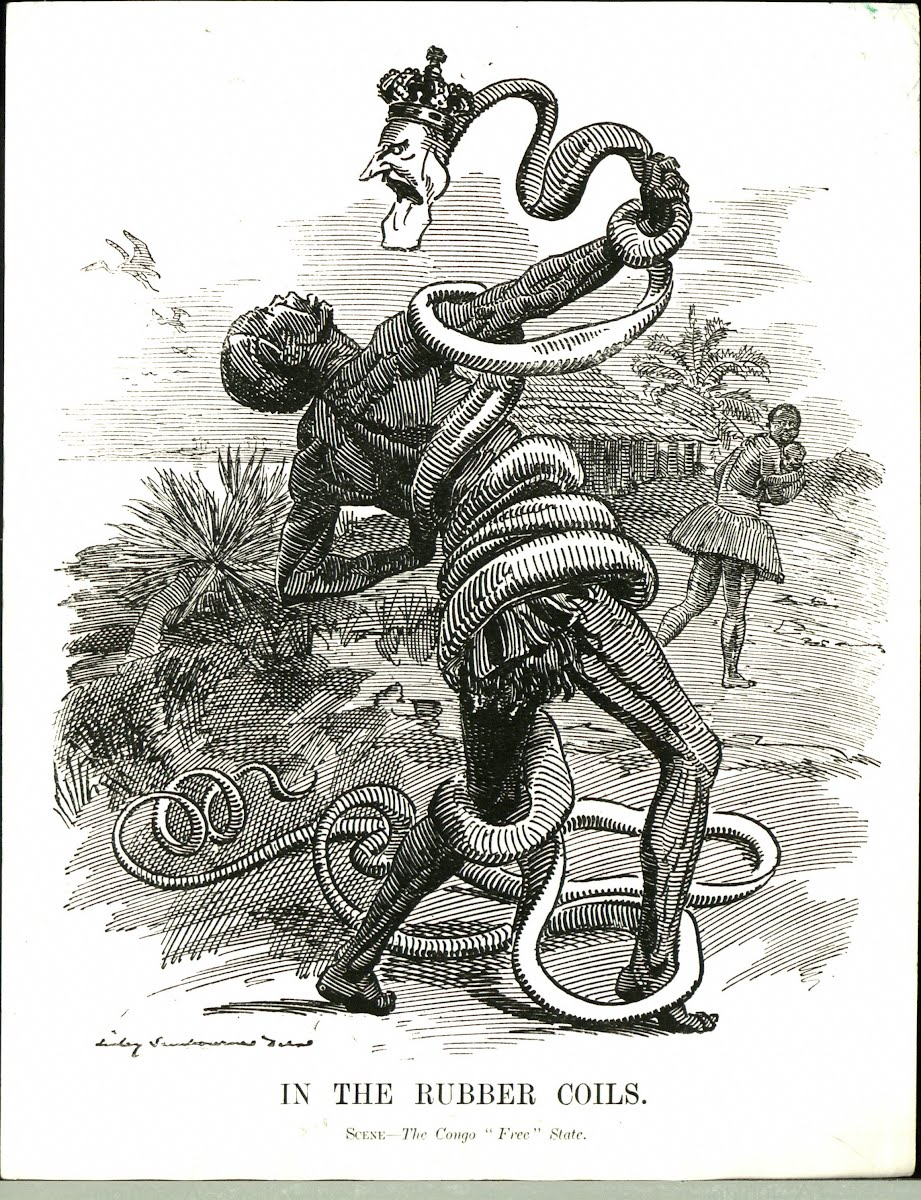 Linley Sambourne Delt
IN THE RUBBER COILS.
SCENE—The Congo "Free" State.